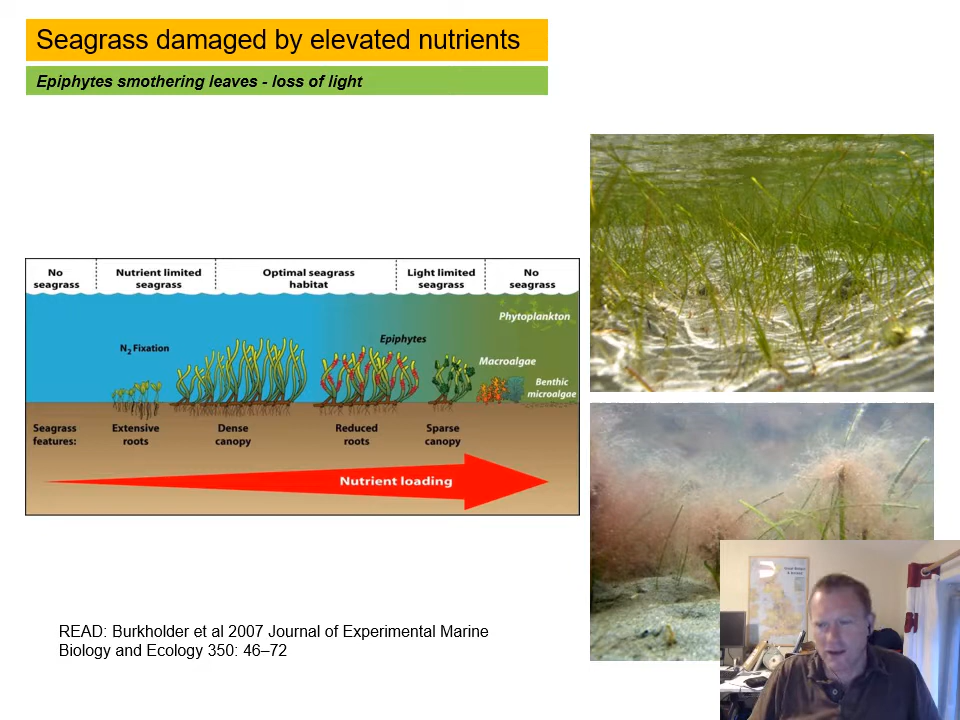 Seagrass damaged by elevated nutrients
Epiphytes smothering leaves - loss of light
No
seagrass
Nutrient limited
seagrass
Optimal seagrass
habitat
Light limited
seagrass
No
seagrass
Phytoplankton
Epiphytes
N2 Fixation
Macroalgae
Benthic
microalgae
Seagrass
features:
Extensive
roots
Dense
canopy
Reduced
roots
Sparse
canopy
Nutrient loading
READ: Burkholder et al 2007 Journal of Experimental Marine
Biology and Ecology 350: 46–72